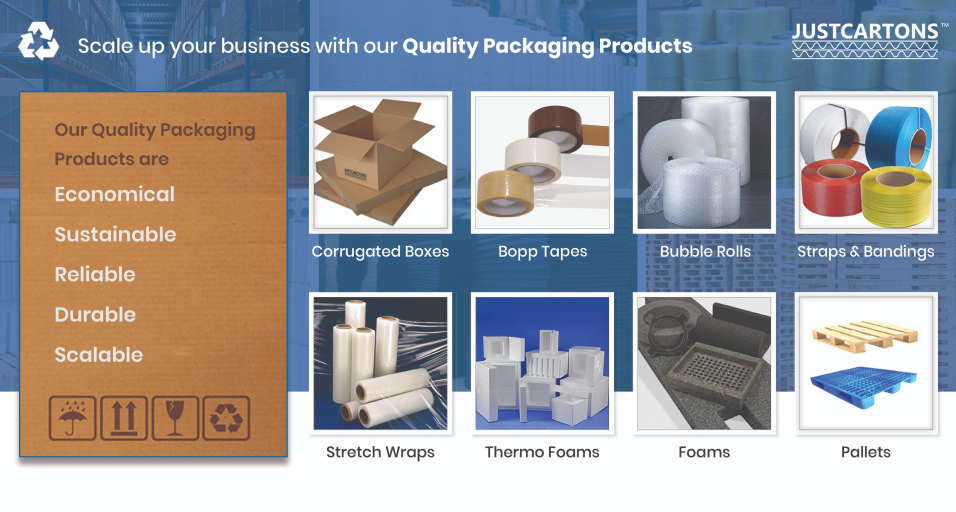 Scale up your business with our Quality Packaging Products
JUSTCARTONS™
Our Quality Packaging
Products are
Economical
Sustainable
Reliable
Durable
Scalable
JUSTCARTONS
Corrugated Boxes
Bopp Tapes
Bubble Rolls
Straps & Bandings
Stretch Wraps
Thermo Foams
Foams
Pallets